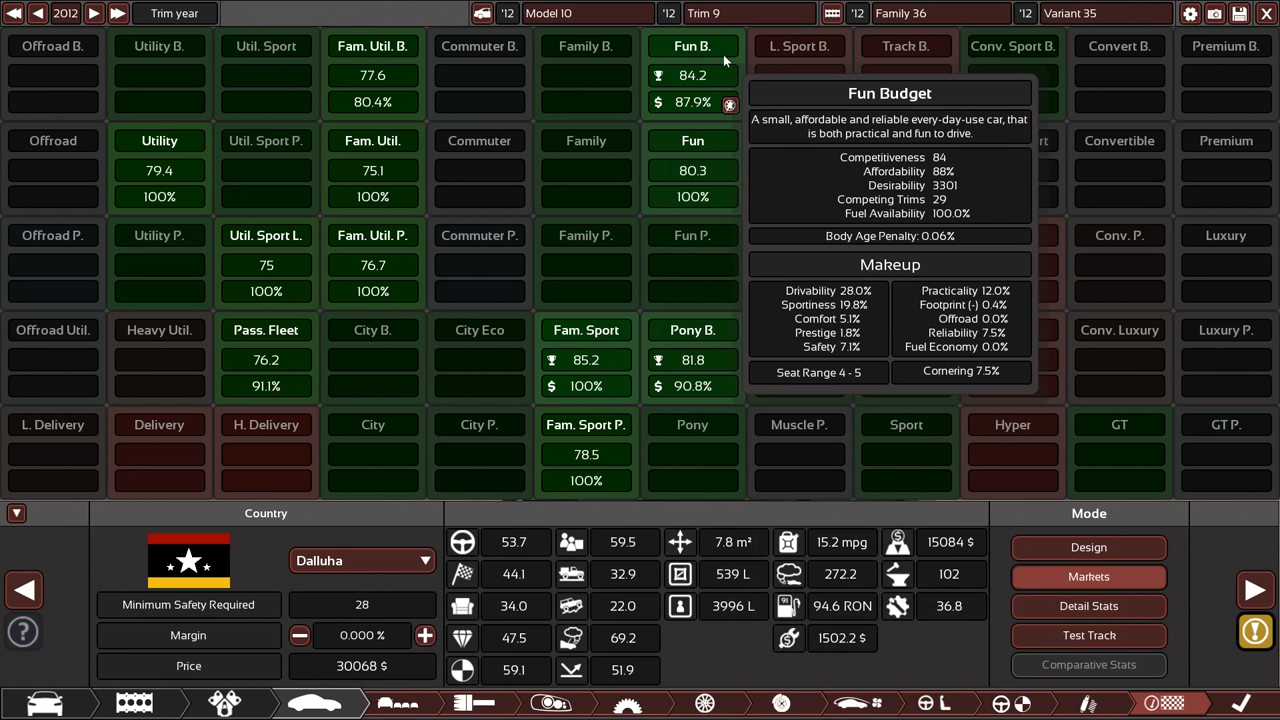 2012 Trim year '12 Model 10 '12 Trim 9 '12 Family 36 '12 Variant 35
Offroad B. Utility B. Util. Sport Fam. Util. B. Commuter B. Family B. Fun B. L. Sport B. Track B. Conv. Sport B. Convert B. Premium B.
77.6 84.2
80.4% $ 87.9%
Offroad Utility Util. Sport P. Fam. Util. Commuter Family Fun Convertible Premium
79.4 75.1 80.3
100% 100% 100%
Offroad P. Utility P. Util. Sport L. Fam. Util. P. Commuter P. Family P. Fun P. Conv. P. Luxury
75 76.7
100% 100%
Offroad Util. Heavy Util. Pass. Fleet City B. City Eco Fam. Sport Pony B. Conv. Luxury Luxury P.
76.2 85.2 81.8
91.1% $ 100% $ 90.8%
L. Delivery Delivery H. Delivery City City P. Fam. Sport P. Pony Muscle P. Sport Hyper GT GT P.
78.5
100%
Fun Budget
A small, affordable and reliable every-day-use car, that
is both practical and fun to drive.
Competitiveness 84
Affordability 88%
Desirability 3301
Competing Trims 29
Fuel Availability 100.0%
Body Age Penalty: 0.06%
Makeup
Drivability 28.0% Practicality 12.0%
Sportiness 19.8% Footprint (-) 0.4%
Comfort 5.1% Offroad 0.0%
Prestige 1.8% Reliability 7.5%
Safety 7.1% Fuel Economy 0.0%
Seat Range 4 - 5 Cornering 7.5%
Country Mode
Dalluha
Minimum Safety Required 28
Margin 0.000 %
Price 30068 $
53.7 59.5 7.8 m² 15.2 mpg 15084 $
44.1 32.9 539 L 272.2 102
34.0 22.0 3996 L 91 94.6 RON 36.8
47.5 69.2 1502.2 $
59.1 51.9
Design
Markets
Detail Stats
Test Track
Comparative Stats